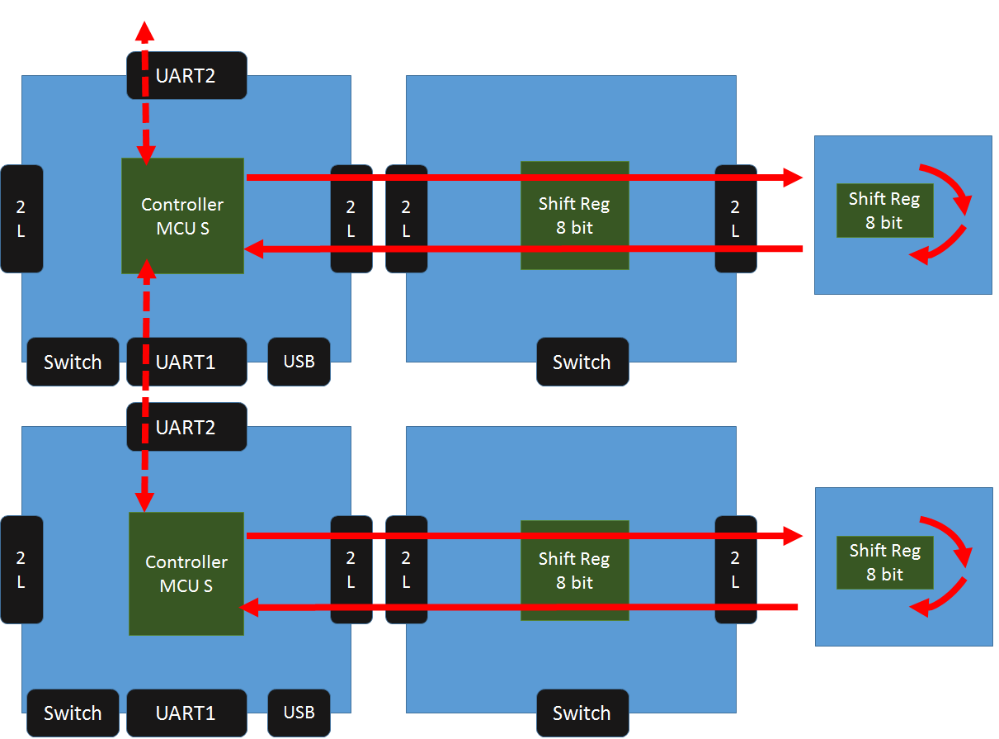 UART2
2
L
Controller
MCU S
2
L
2
L
Shift Reg
8 bit
2
L
Shift Reg
8 bit
Switch
UART1
USB
Switch
UART2
2
L
Controller
MCU S
2
L
2
L
Shift Reg
8 bit
2
L
Shift Reg
8 bit
Switch
UART1
USB
Switch